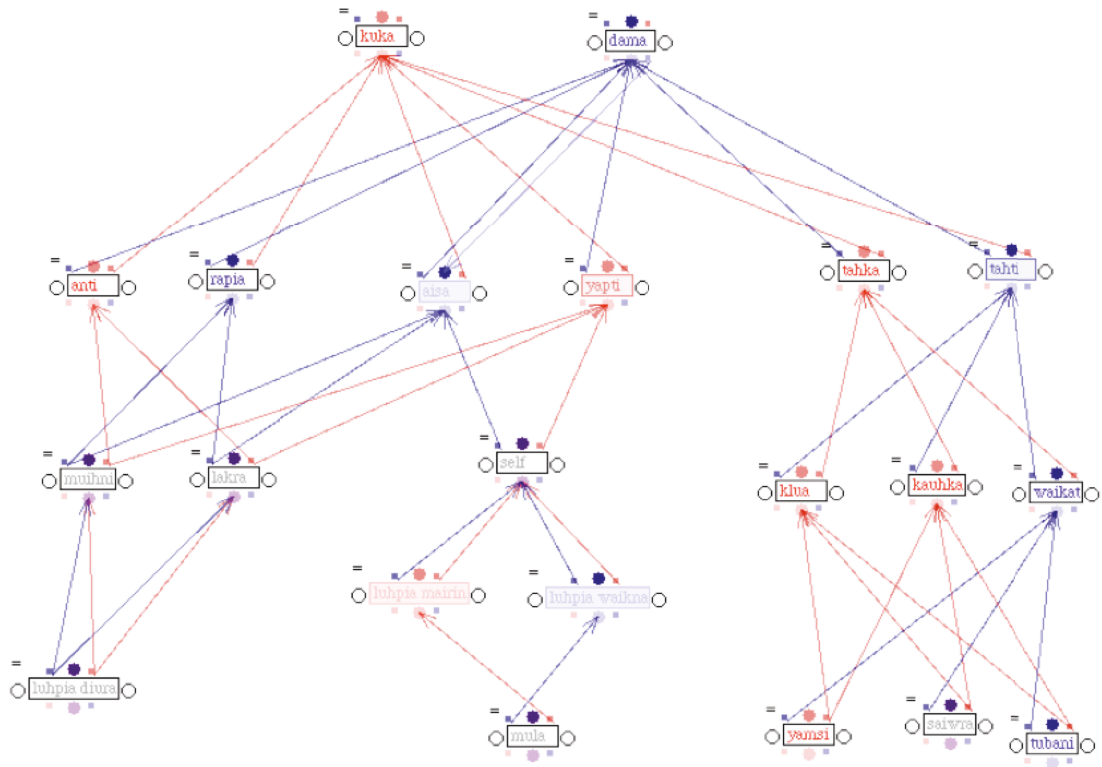 =
kuka
=
dama
=
anti
=
rapia
=
aisa
=
yapti
=
tahka
=
tahti
=
muihni
=
lakra
=
self
=
klua
=
kauhka
=
waikat
=
luhpia mairin
=
luhpia waikna
=
luhpia diura
=
mula
=
yamsi
=
saiwra
=
tubani